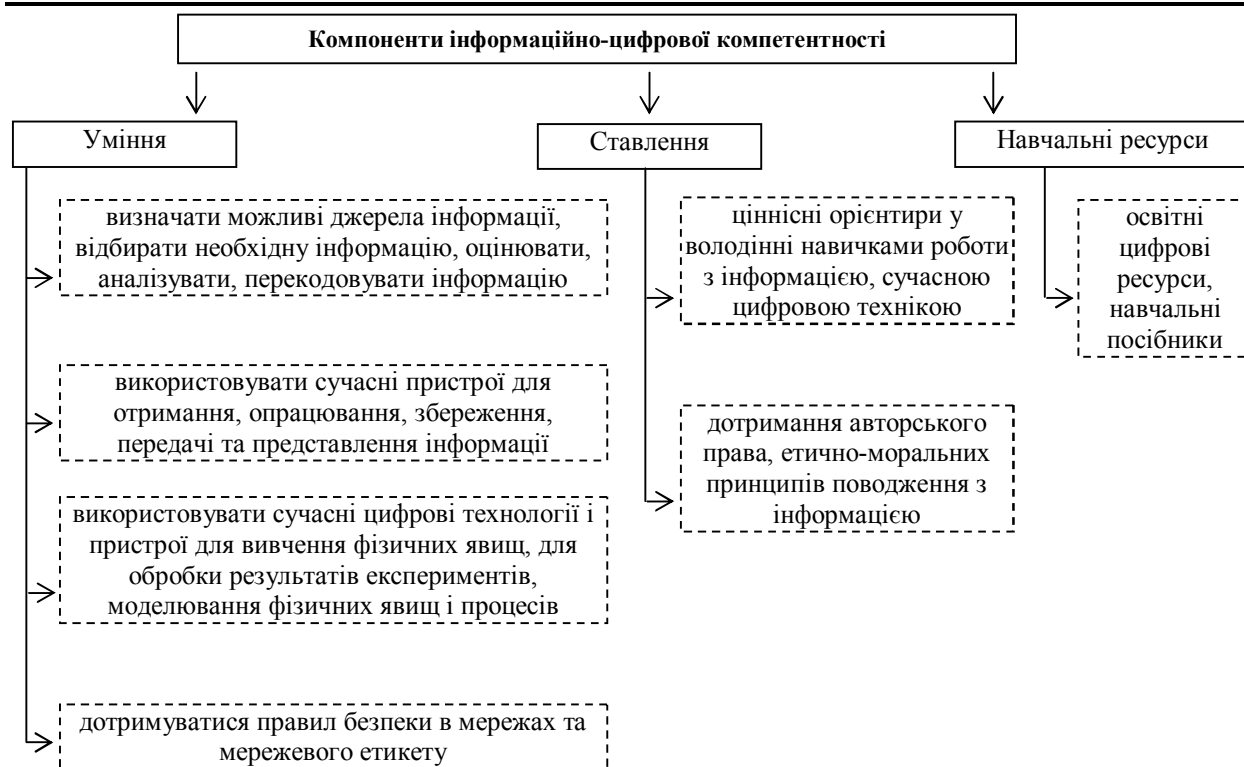 Компоненти інформаційно-цифрової компетентності
Уміння
визначати можливі джерела інформації,
відбирати необхідну інформацію, оцінювати,
аналізувати, перекодовувати інформацію
використовувати сучасні пристрої для
отримання, опрацювання, збереження,
передачі та представлення інформації
використовувати сучасні цифрові технології і
пристрої для вивчення фізичних явищ, для
обробки результатів експериментів,
моделювання фізичних явищ і процесів
дотримуватися правил безпеки в мережах та
мережевого етикету
Ставлення
ціннісні орієнтири у
володінні навичками роботи
з інформацією, сучасною
цифровою технікою
дотримання авторського
права, етично-моральних
принципів поводження з
інформацією
Навчальні ресурси
освітні
цифрові
ресурси,
навчальні
посібники